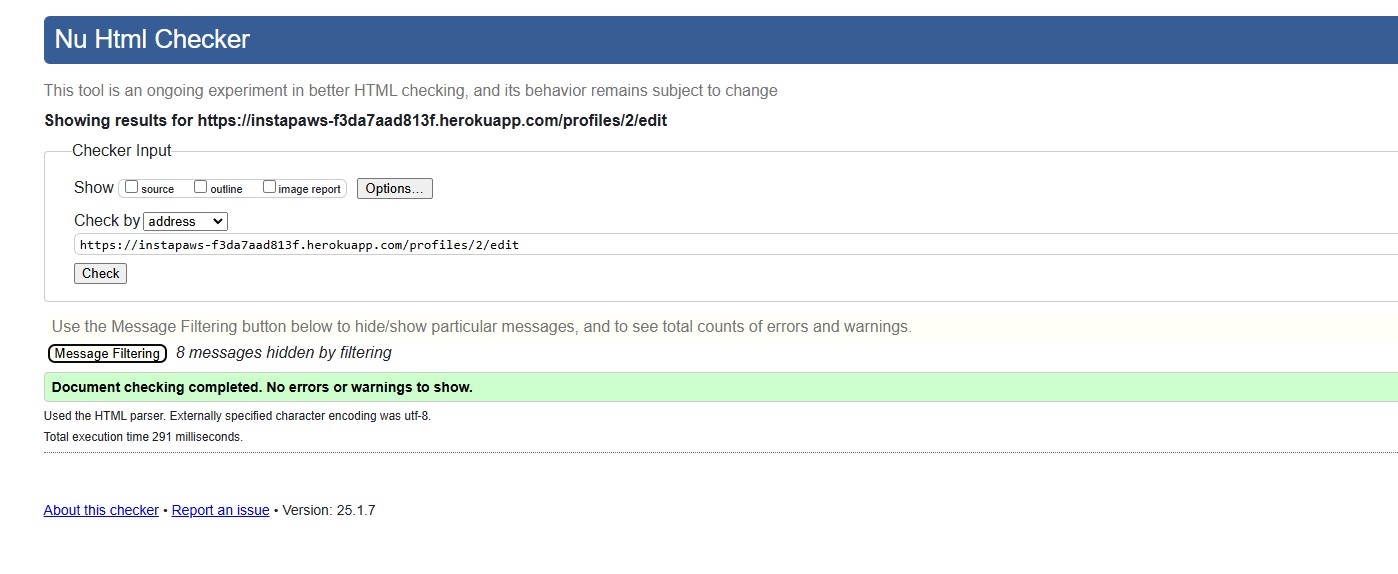 Nu Html Checker
This tool is an ongoing experiment in better HTML checking, and its behavior remains subject to change
Showing results for https://instapaws-f3da7aad813f.herokuapp.com/profiles/2/edit
Checker Input
Show source outline image report Options...
Check by address
https://instapaws-f3da7aad813f.herokuapp.com/profiles/2/edit
Check
Use the Message Filtering button below to hide/show particular messages, and to see total counts of errors and warnings.
Message Filtering 8 messages hidden by filtering
Document checking completed. No errors or warnings to show.
Used the HTML parser. Externally specified character encoding was utf-8.
Total execution time 291 milliseconds.
About this checker • Report an issue • Version: 25.1.7